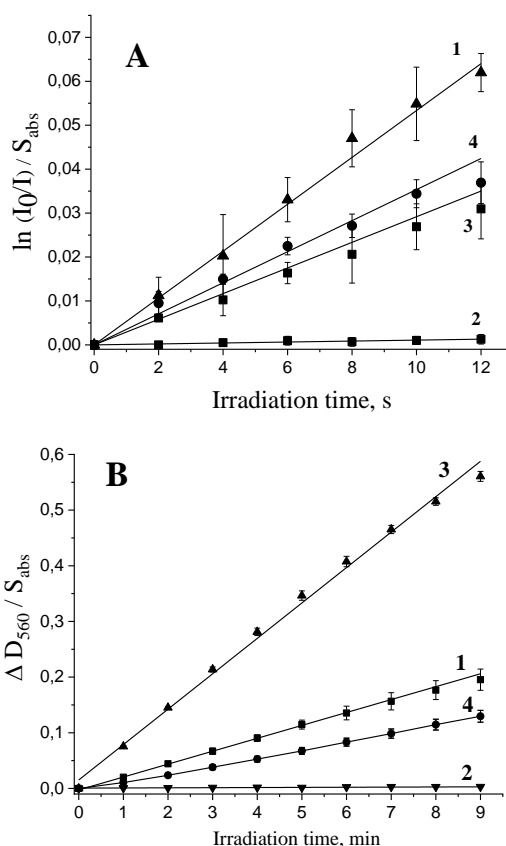 A
ln (I0/I) / Sabs
0,07
0,06
0,05
0,04
0,03
0,02
0,01
0,00
1
4
3
2
0 2 4 6 8 10 12
Irradiation time, s
B
Δ D560 / Sabs
0,6
0,5
0,4
0,3
0,2
0,1
0,0
3
1
4
2
0 1 2 3 4 5 6 7 8 9
Irradiation time, min